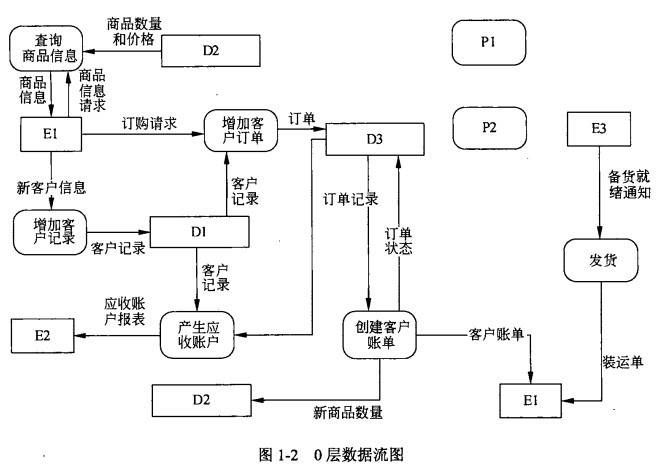 商品数量
和价格
查询
商品信息
D2
P1
商品
信息
商品
信息
请求
E1
订购请求
增加客
户订单
订单
D3
P2
E3
新客户信息
客户
记录
订单记录
订单
状态
备货就
绪通知
增加客
户记录
客户记录
D1
发货
客户
记录
应收账
户报表
E2
产生应
收账户
创建客户
账单
客户账单
装运单
D2
新商品数量
E1
图 1-2 0 层数据流图